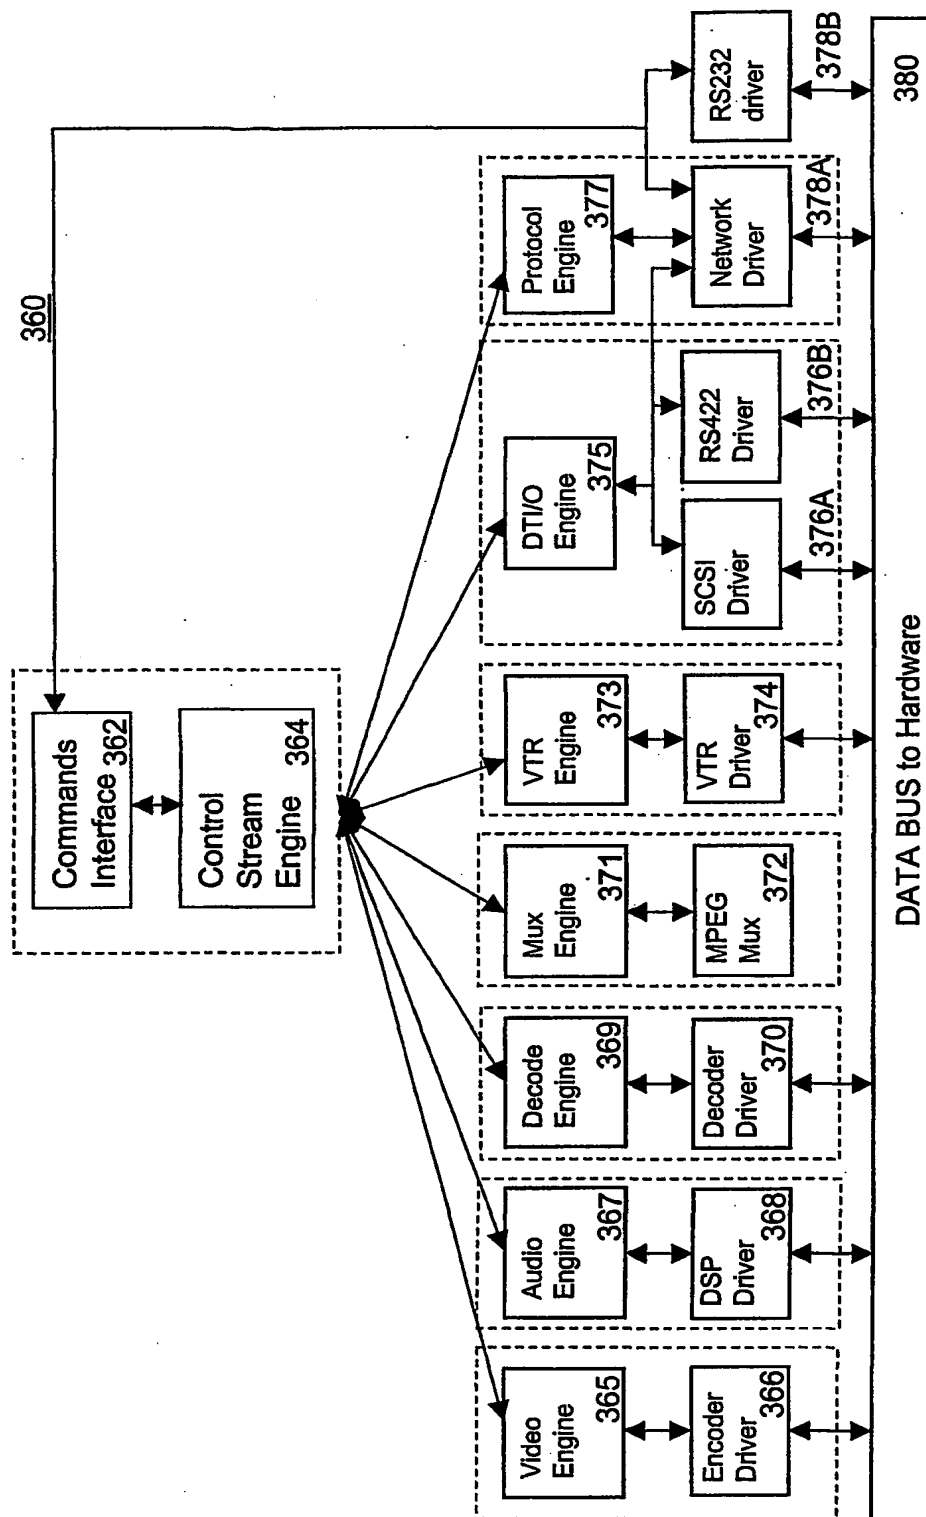 360
Commands
Interface 362
Control
Stream
Engine 364
Video
Engine
365
Audio
Engine
367
Decode
Engine
369
Mux
Engine
371
VTR
Engine
373
DTI/O
Engine
375
Protocol
Engine
377
Encoder
Driver
366
DSP
Driver
368
Decoder
Driver
370
MPEG
Mux
372
VTR
Driver
374
SCSI
Driver
376A
RS422
Driver
376B
Network
Driver
378A
RS232
driver
378B
DATA BUS to Hardware
380